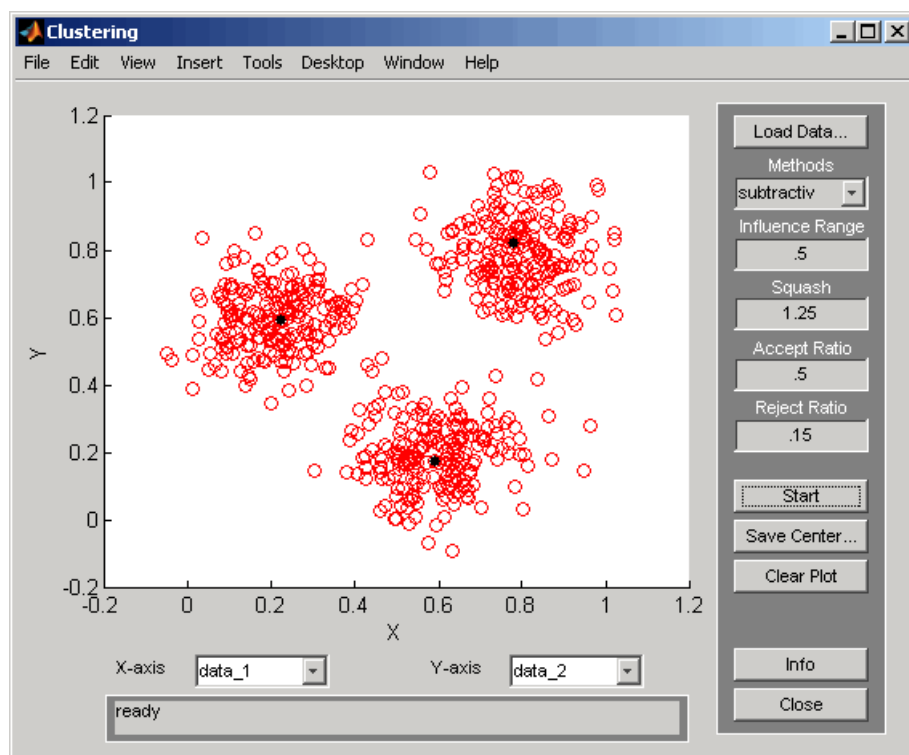 Clustering
File Edit View Insert Tools Desktop Window Help
1.2
1
0.8
0.6
0.4
0.2
0
-0.2
Y
-0.2 0 0.2 0.4 0.6 0.8 1 1.2
X
X-axis data_1 Y-axis data_2
ready
Load Data...
Methods
subtractiv
Influence Range
.5
Squash
1.25
Accept Ratio
.5
Reject Ratio
.15
Start
Save Center...
Clear Plot
Info
Close